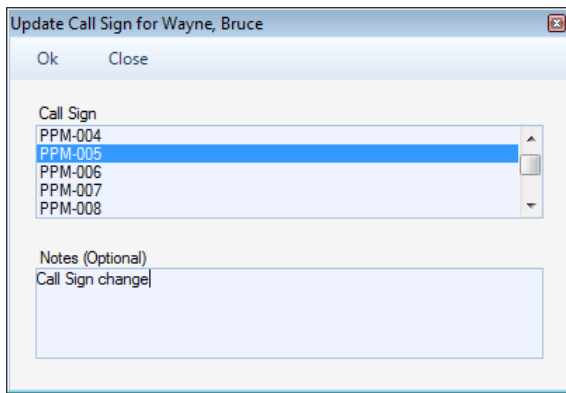 Update Call Sign for Wayne, Bruce
Ok Close
Call Sign
PPM-004
PPM-005
PPM-006
PPM-007
PPM-008
Notes (Optional)
Call Sign change